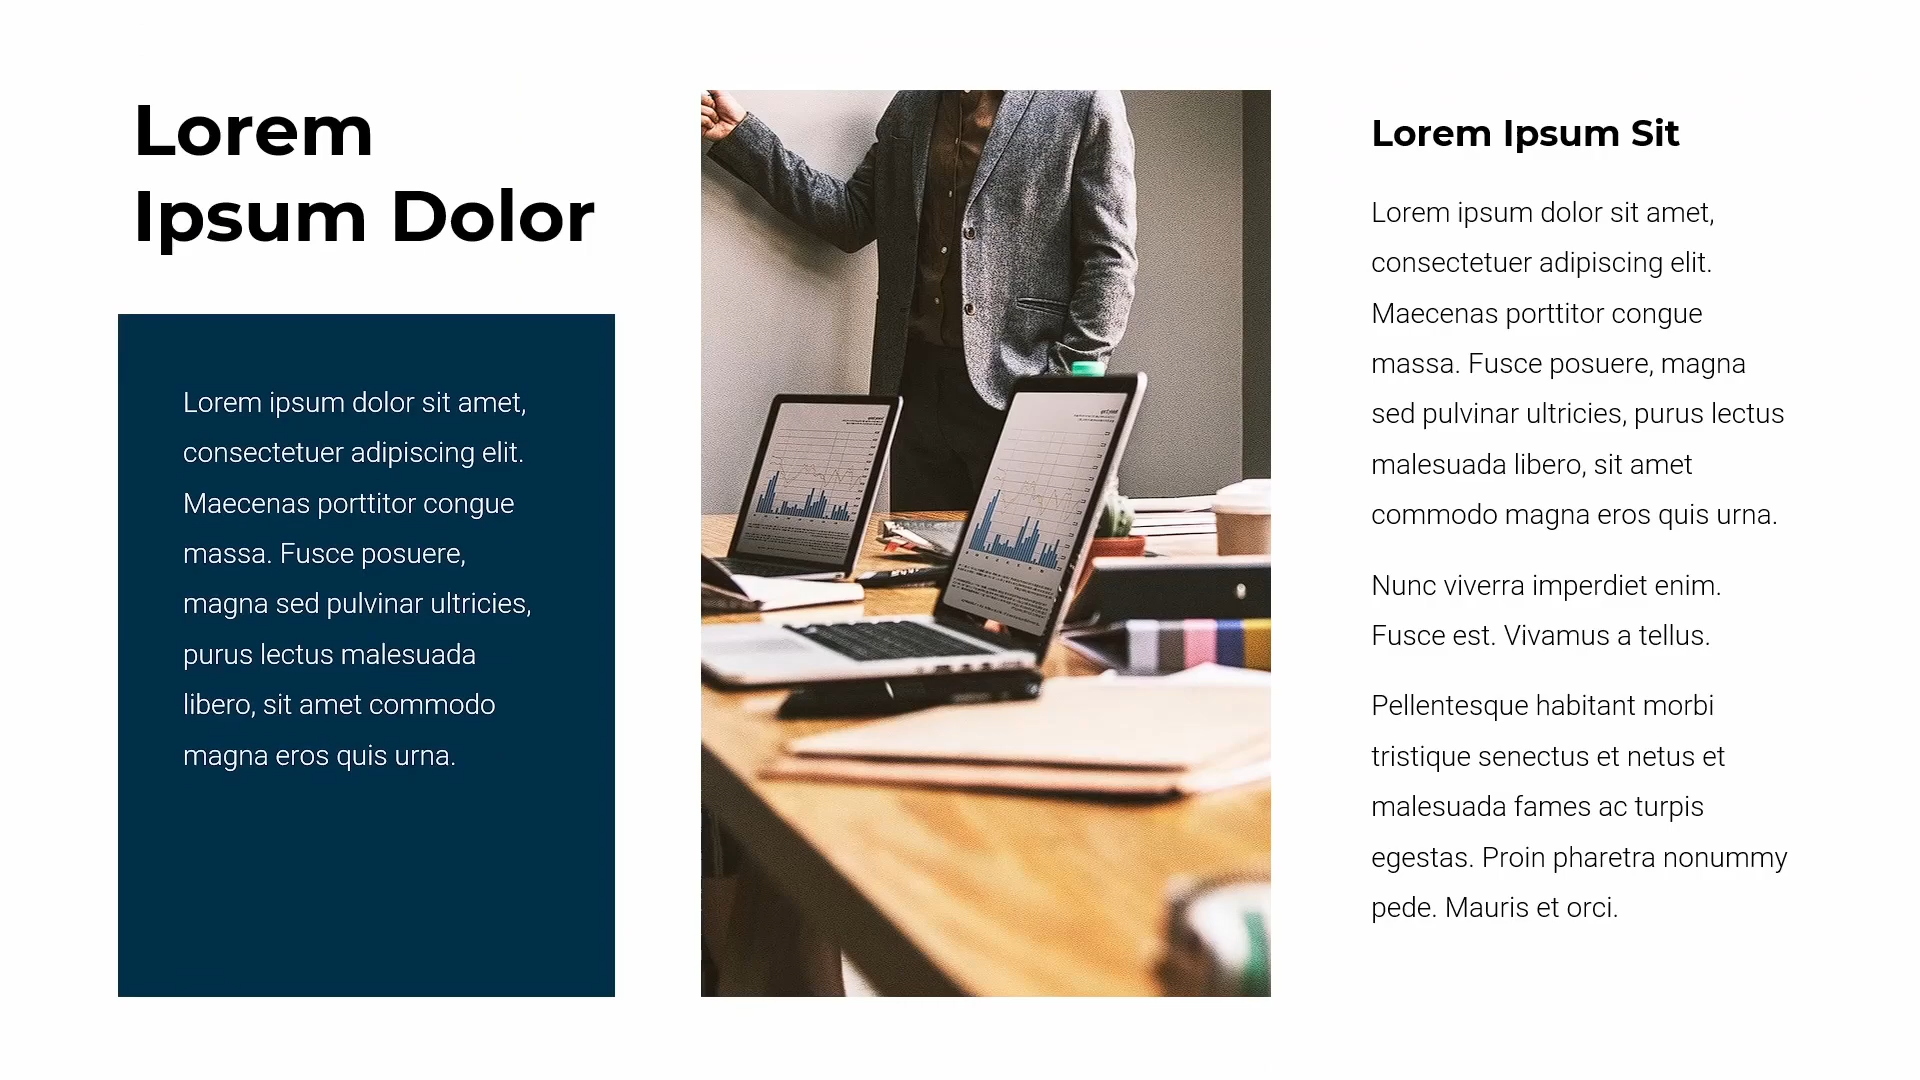 Lorem
Ipsum Dolor
Lorem ipsum dolor sit amet,
consectetuer adipiscing elit.
Maecenas porttitor congue
massa. Fusce posuere,
magna sed pulvinar ultricies,
purus lectus malesuada
libero, sit amet commodo
magna eros quis urna.
Lorem Ipsum Sit
Lorem ipsum dolor sit amet,
consectetuer adipiscing elit.
Maecenas porttitor congue
massa. Fusce posuere, magna
sed pulvinar ultricies, purus lectus
malesuada libero, sit amet
commodo magna eros quis urna.
Nunc viverra imperdiet enim.
Fusce est. Vivamus a tellus.
Pellentesque habitant morbi
tristique senectus et netus et
malesuada fames ac turpis
egestas. Proin pharetra nonummy
pede. Mauris et orci.